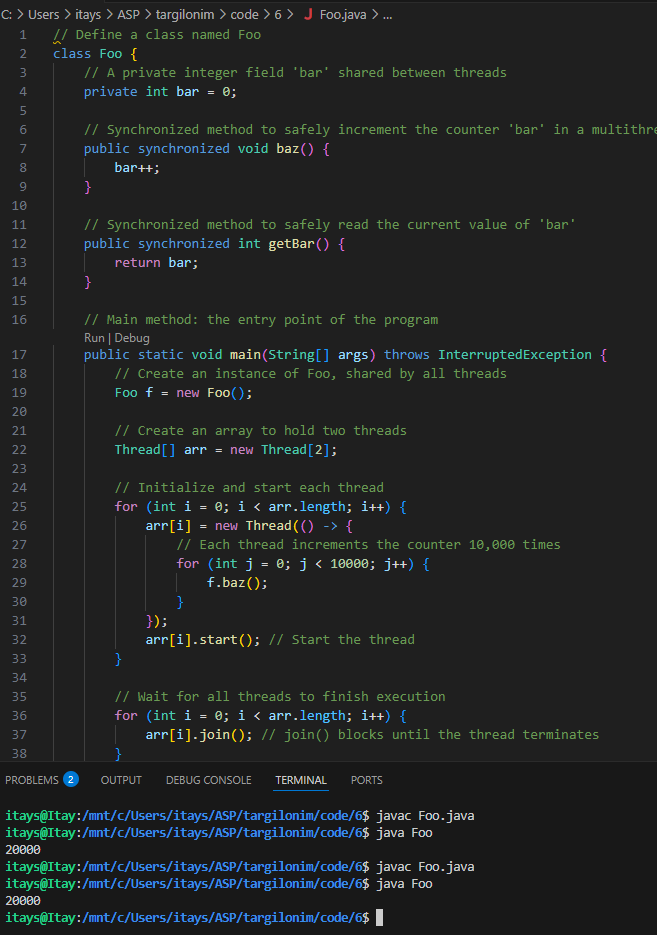 C: > Users > itays > ASP > targilonim > code > 6 > J Foo.java > ...
1 // Define a class named Foo
2 class Foo {
3 // A private integer field 'bar' shared between threads
4 private int bar = 0;
5
6 // Synchronized method to safely increment the counter 'bar' in a multithre
7 public synchronized void baz() {
8 bar++;
9 }
10
11 // Synchronized method to safely read the current value of 'bar'
12 public synchronized int getBar() {
13 return bar;
14 }
15
16 // Main method: the entry point of the program
Run | Debug
17 public static void main(String[] args) throws InterruptedException {
18 // Create an instance of Foo, shared by all threads
19 Foo f = new Foo();
20
21 // Create an array to hold two threads
22 Thread[] arr = new Thread[2];
23
24 // Initialize and start each thread
25 for (int i = 0; i < arr.length; i++) {
26 arr[i] = new Thread(() -> {
27 // Each thread increments the counter 10,000 times
28 for (int j = 0; j < 10000; j++) {
29 f.baz();
30 }
31 });
32 arr[i].start(); // Start the thread
33 }
34
35 // Wait for all threads to finish execution
36 for (int i = 0; i < arr.length; i++) {
37 arr[i].join(); // join() blocks until the thread terminates
38 }
PROBLEMS 2 OUTPUT DEBUG CONSOLE TERMINAL PORTS
itays@Itay:/mnt/c/Users/itays/ASP/targilonim/code/6$ javac Foo.java
itays@Itay:/mnt/c/Users/itays/ASP/targilonim/code/6$ java Foo
20000
itays@Itay:/mnt/c/Users/itays/ASP/targilonim/code/6$ javac Foo.java
itays@Itay:/mnt/c/Users/itays/ASP/targilonim/code/6$ java Foo
20000
itays@Itay:/mnt/c/Users/itays/ASP/targilonim/code/6$